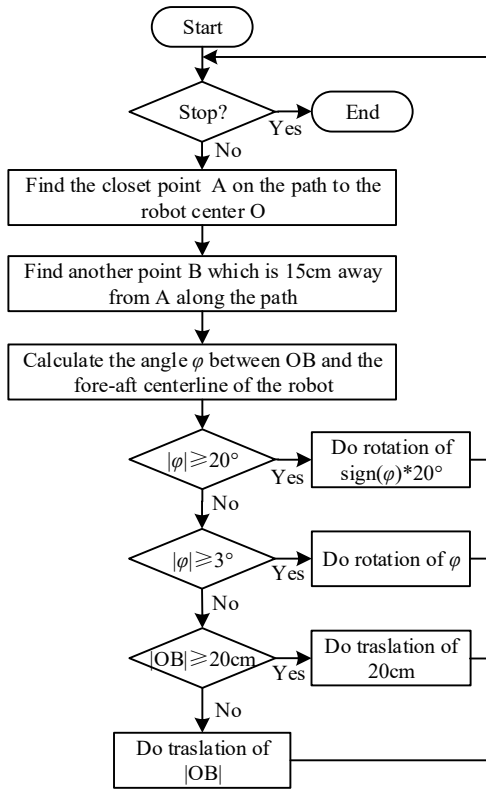 Start
Stop?
Yes
End
No
Find the closet point A on the path to the
robot center O
Find another point B which is 15cm away
from A along the path
Calculate the angle φ between OB and the
fore-aft centerline of the robot
|φ|≥20°
Yes
Do rotation of
sign(φ)*20°
No
|φ|≥3°
Yes
Do rotation of φ
No
|OB|≥20cm
Yes
Do traslation of
20cm
No
Do traslation of
|OB|